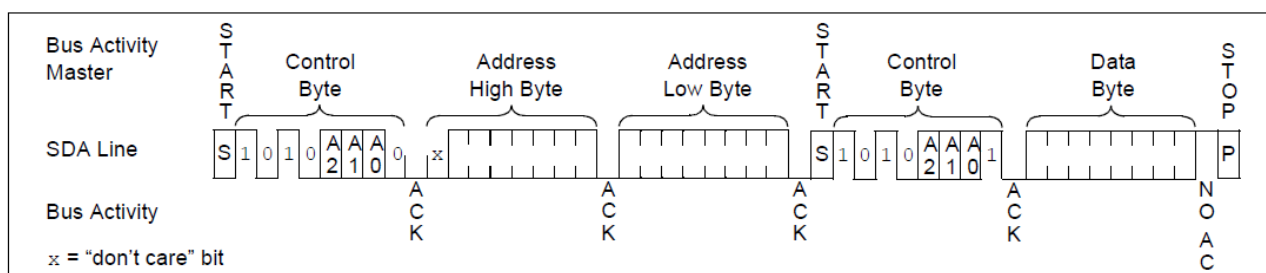 Bus Activity
Master
START
Control
Byte
Address
High Byte
Address
Low Byte
START
Control
Byte
Data
Byte
STOP
SDA Line
S 1 0 1 0 A2 A1 A0 0 x S 1 0 1 0 A2 A1 A0 1 P
Bus Activity
ACK
ACK
ACK
ACK
NO AC
x = “don’t care” bit